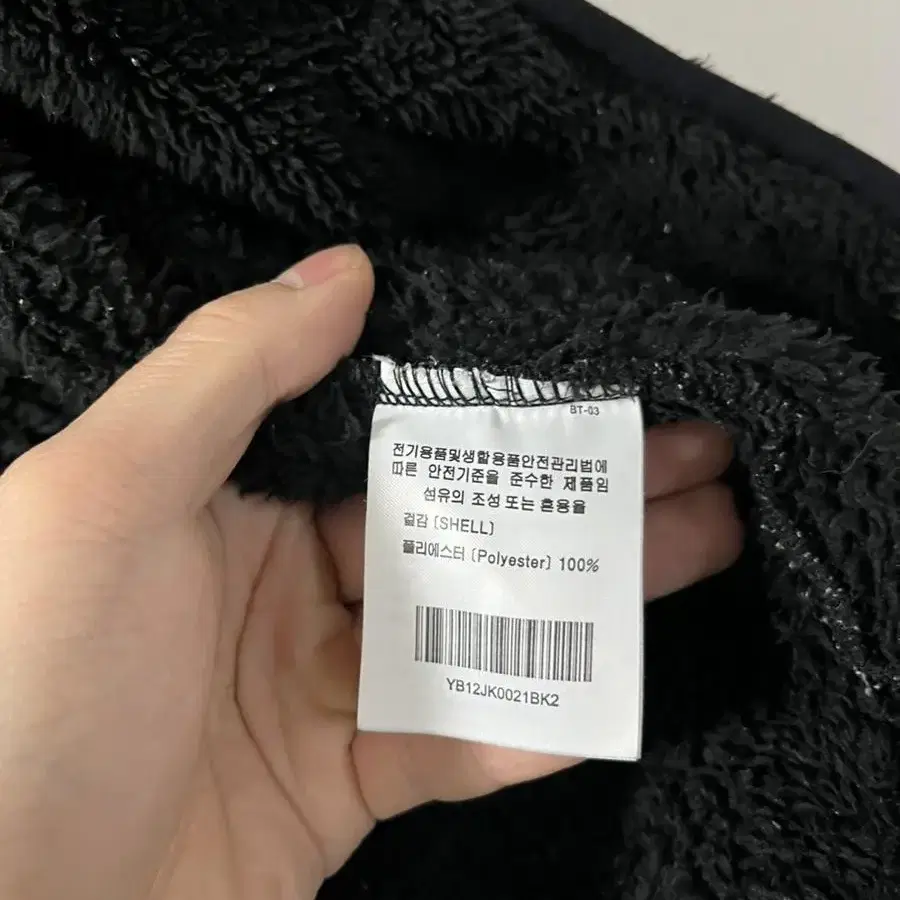 BT-03
전기용품및생활용품안전관리법에
따른 안전기준을 준수한 제품임
섬유의 조성 또는 혼용율
겉감 (SHELL)
폴리에스터 (Polyester) 100%
YB12JK0021BK2